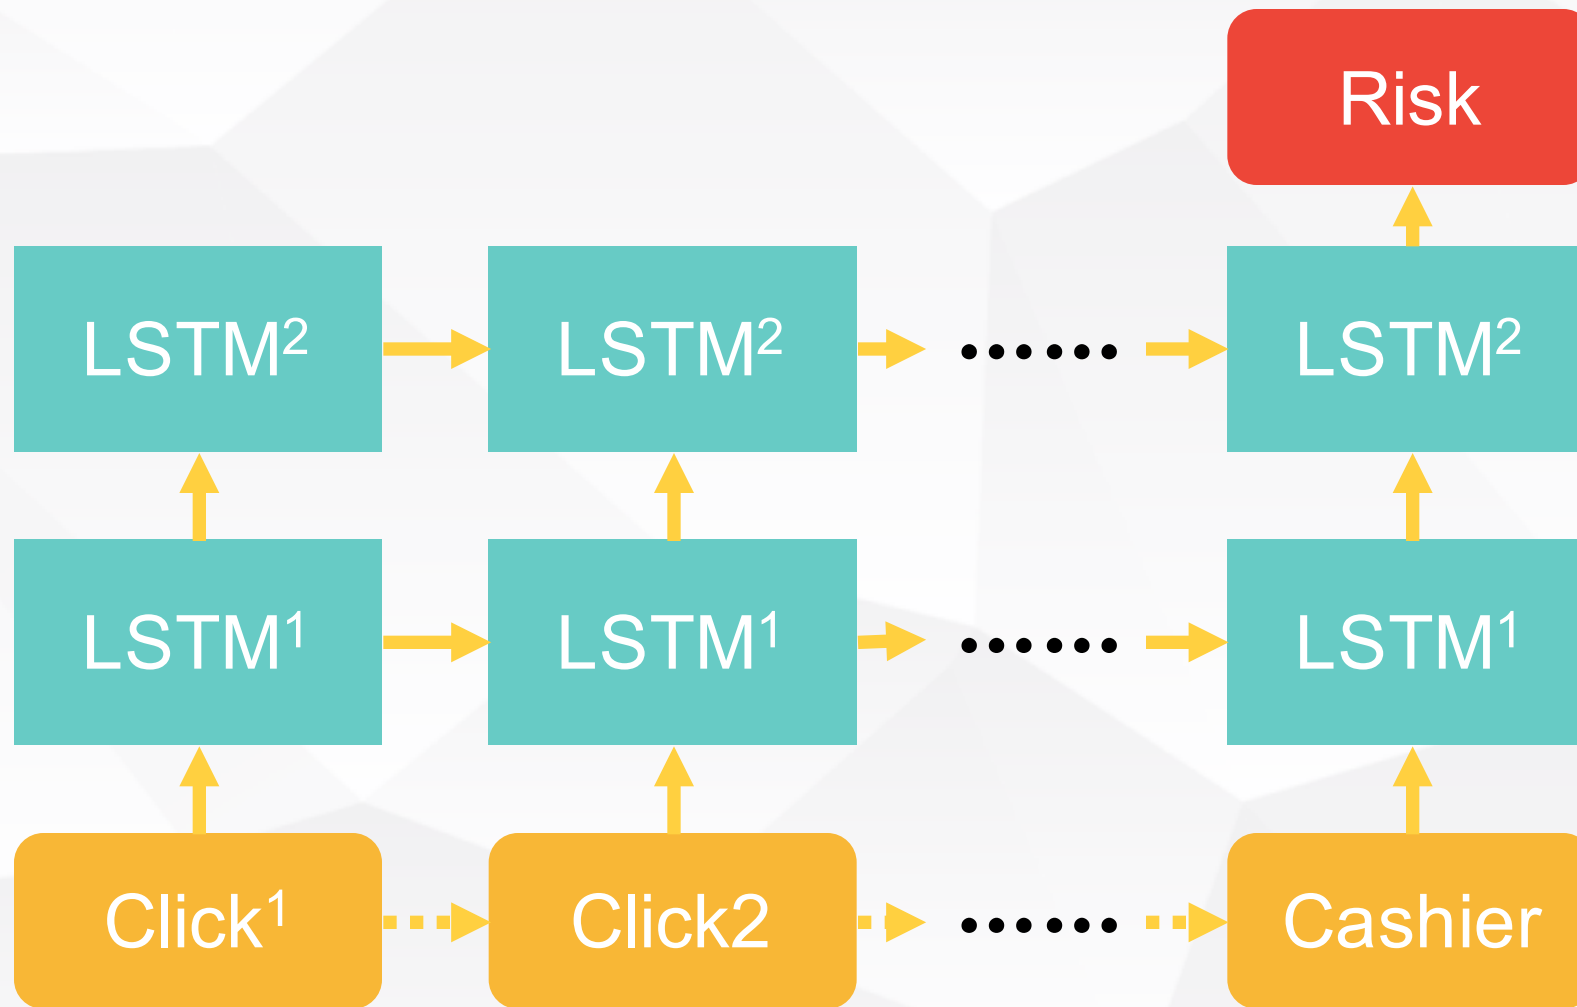 Risk
LSTM² LSTM² ...... LSTM²
LSTM¹ LSTM¹ ...... LSTM¹
Click¹ Click2 ...... Cashier